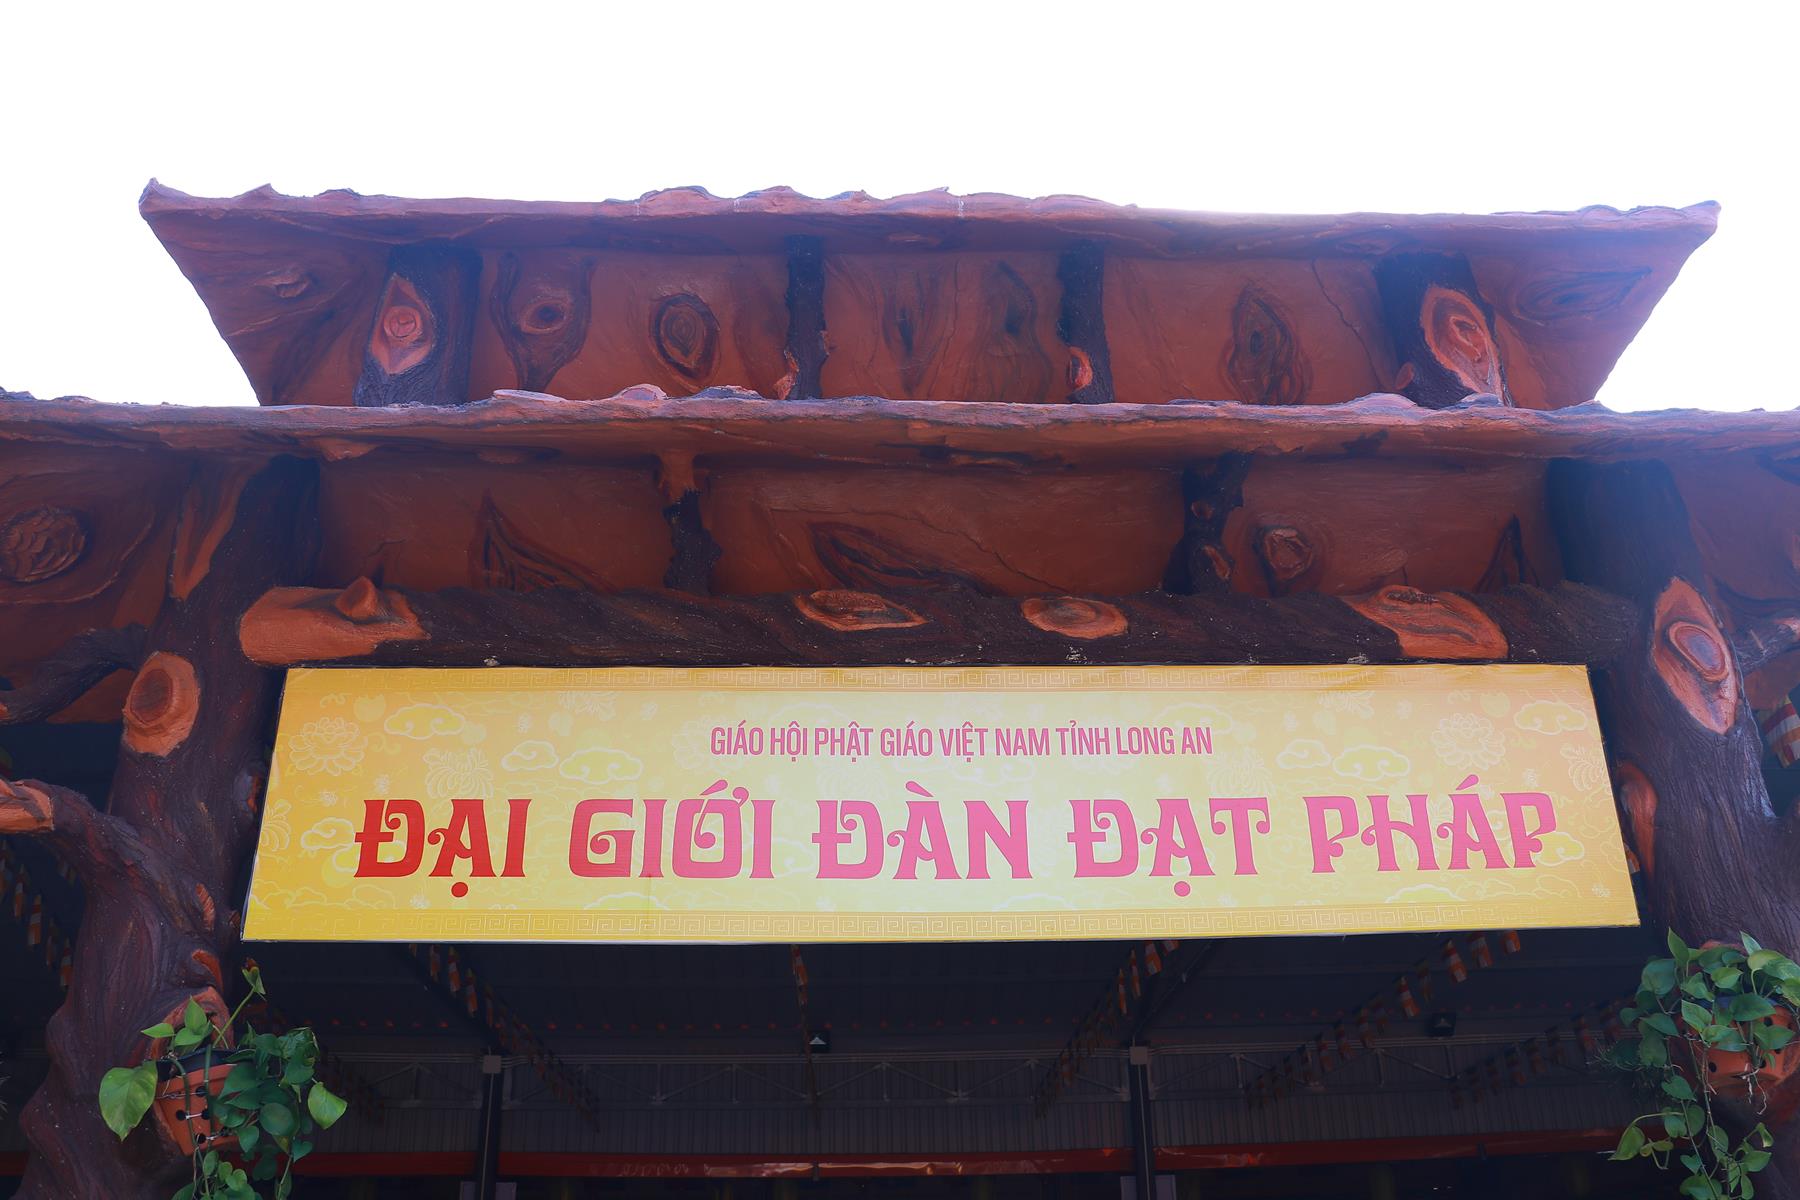 GIÁO HỘI PHẬT GIÁO VIỆT NAM TỈNH LONG AN
ĐẠI GIỚI ĐÀN ĐẠT PHÁP